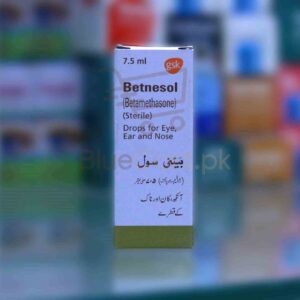 7.5 ml
gsk
Betnesol
(Betamethasone)
(Sterile)
Drops for Eye,
Ear and Nose
بیٹنی سول
آنکھ، کان اور ناک
کے قطرے